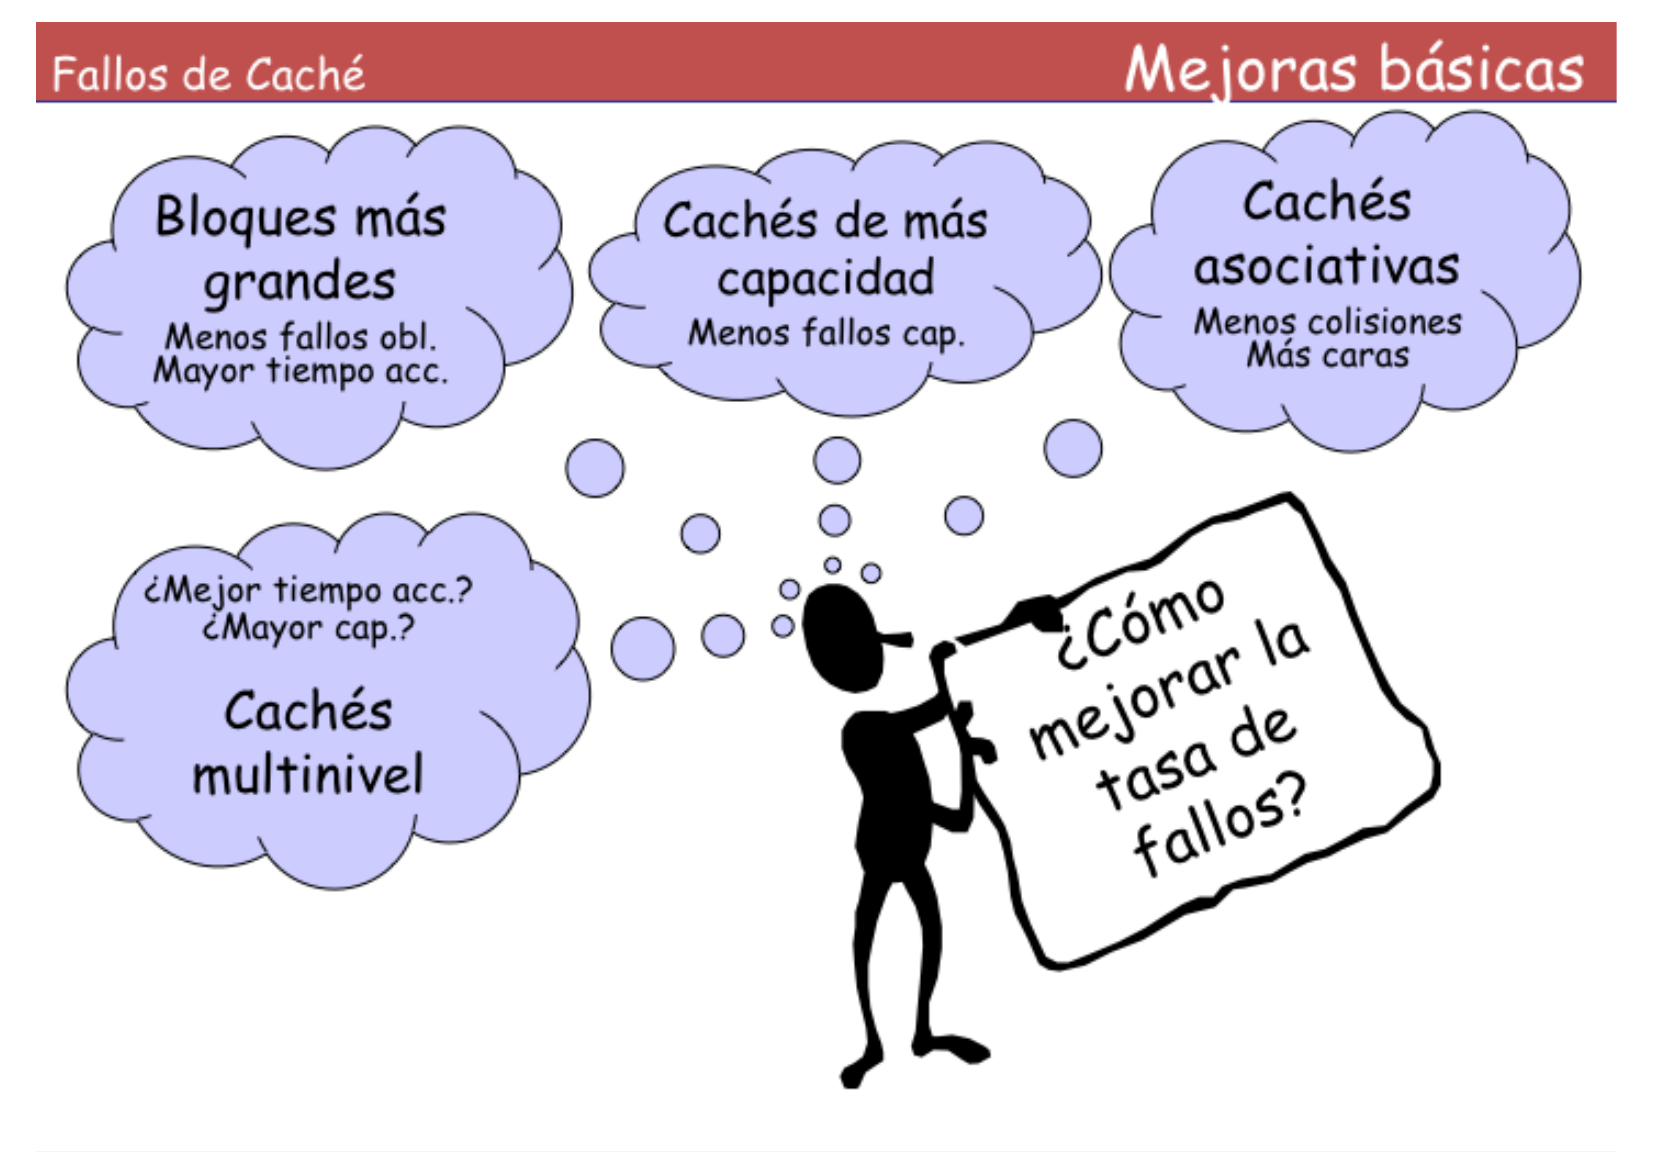 Fallos de Caché
Mejoras básicas
Bloques más
grandes
Menos fallos obl.
Mayor tiempo acc.
Cachés de más
capacidad
Menos fallos cap.
Cachés
asociativas
Menos colisiones
Más caras
¿Mejor tiempo acc.?
¿Mayor cap.?
Cachés
multinivel
¿Cómo
mejorar la
tasa de
fallos?